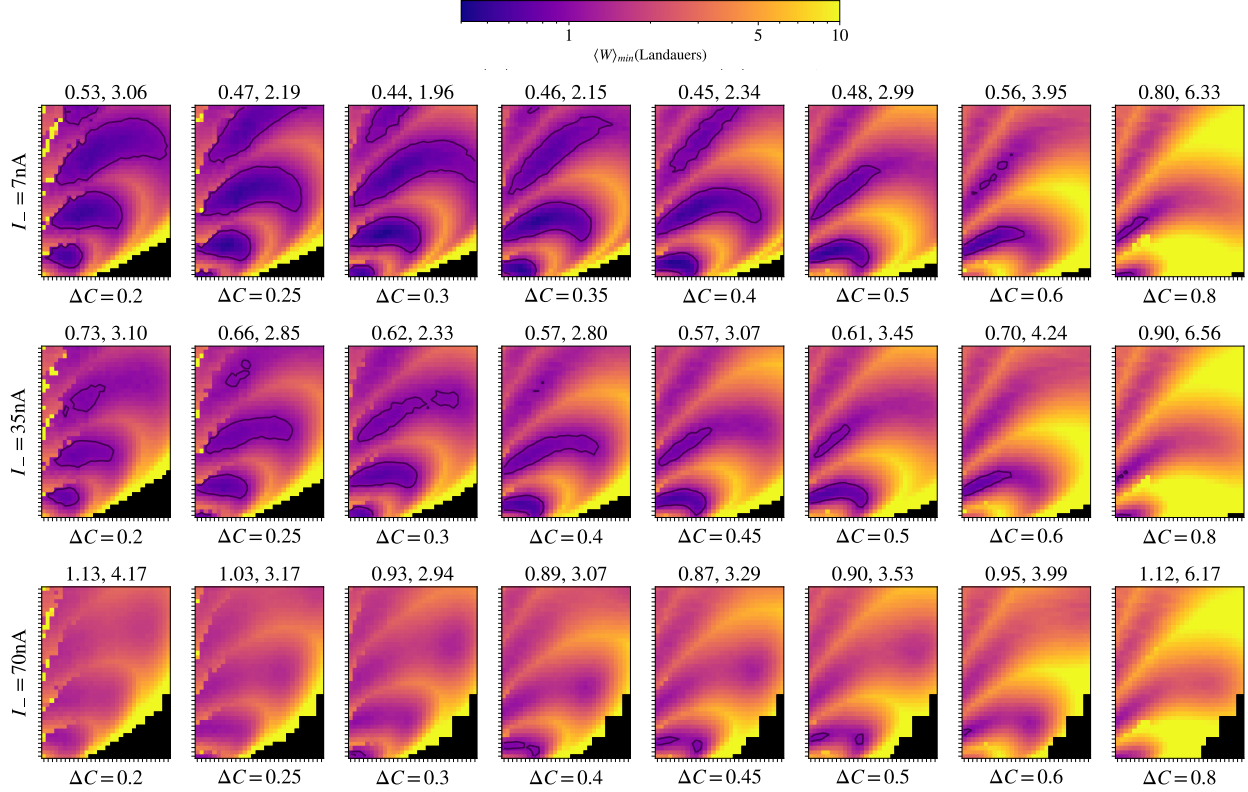 1 5 10
⟨W⟩min(Landauers)
0.53, 3.06 0.47, 2.19 0.44, 1.96 0.46, 2.15 0.45, 2.34 0.48, 2.99 0.56, 3.95 0.80, 6.33
I₋ = 7nA
ΔC = 0.2 ΔC = 0.25 ΔC = 0.3 ΔC = 0.35 ΔC = 0.4 ΔC = 0.5 ΔC = 0.6 ΔC = 0.8
0.73, 3.10 0.66, 2.85 0.62, 2.33 0.57, 2.80 0.57, 3.07 0.61, 3.45 0.70, 4.24 0.90, 6.56
I₋ = 35nA
ΔC = 0.2 ΔC = 0.25 ΔC = 0.3 ΔC = 0.4 ΔC = 0.45 ΔC = 0.5 ΔC = 0.6 ΔC = 0.8
1.13, 4.17 1.03, 3.17 0.93, 2.94 0.89, 3.07 0.87, 3.29 0.90, 3.53 0.95, 3.99 1.12, 6.17
I₋ = 70nA
ΔC = 0.2 ΔC = 0.25 ΔC = 0.3 ΔC = 0.4 ΔC = 0.45 ΔC = 0.5 ΔC = 0.6 ΔC = 0.8